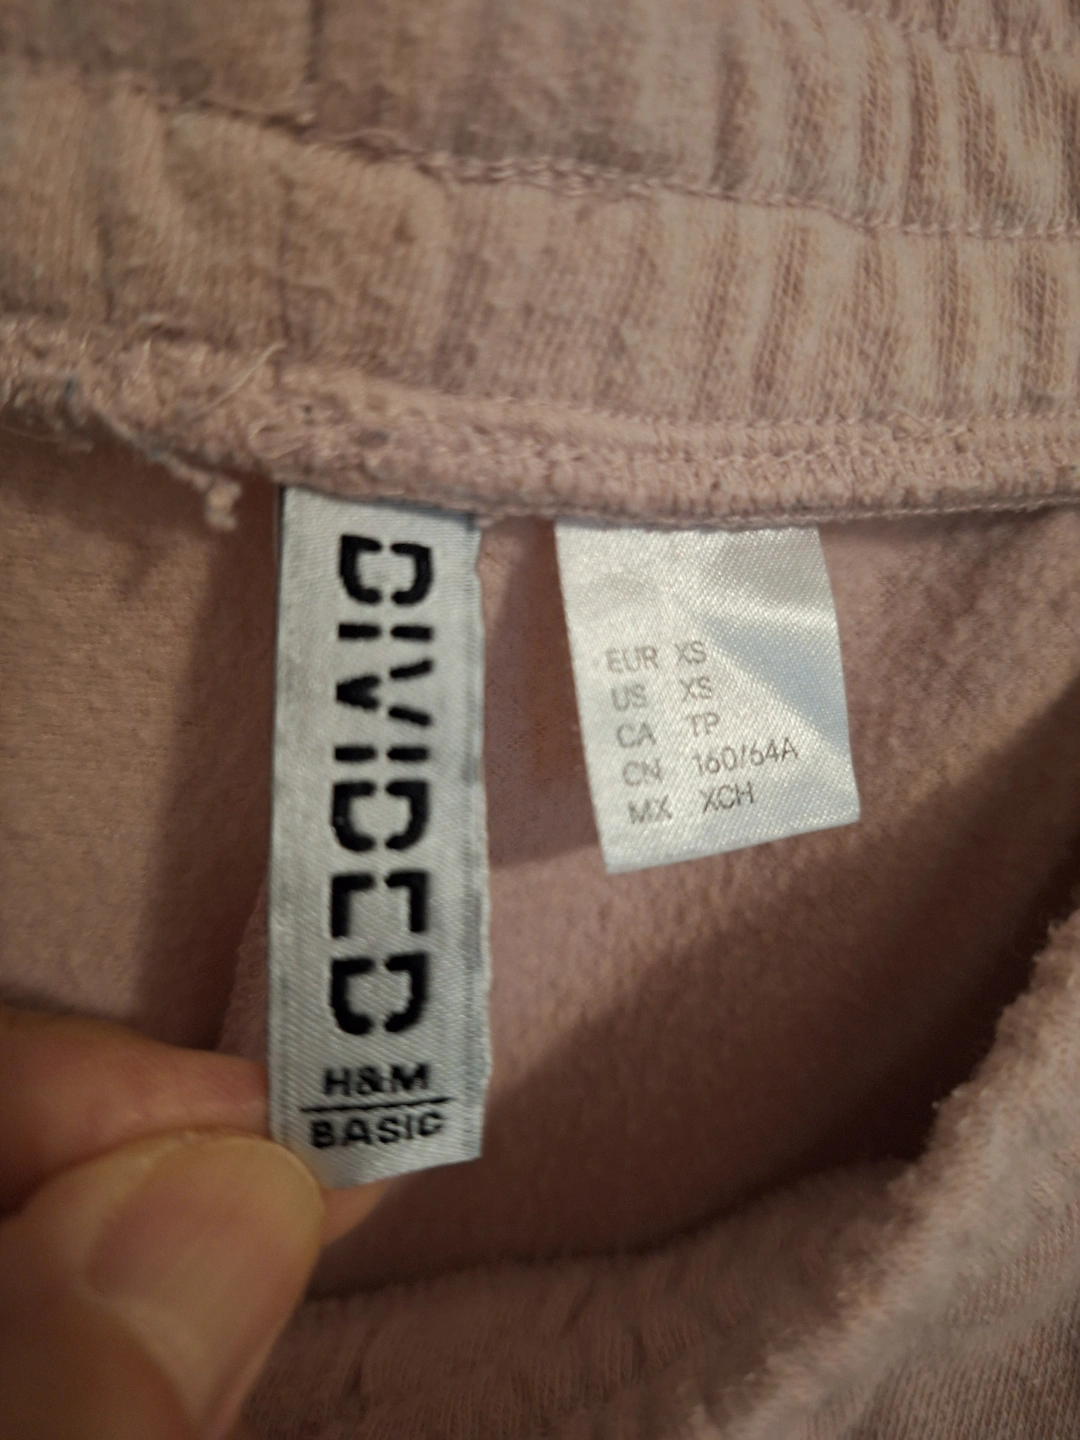 DIVIDED
H&M
BASIC
EUR XS
US XS
CA TP
CN 160/64A
MX XCH